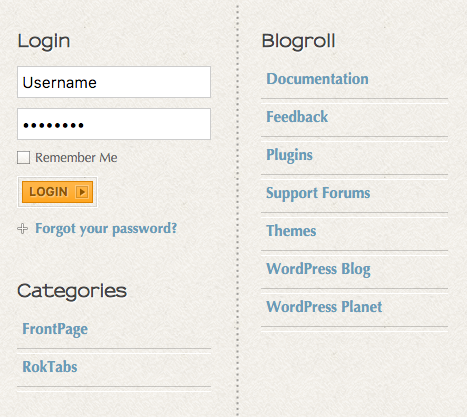 Login
Username
••••••••
Remember Me
LOGIN
Forgot your password?
Categories
FrontPage
RokTabs
Blogroll
Documentation
Feedback
Plugins
Support Forums
Themes
WordPress Blog
WordPress Planet